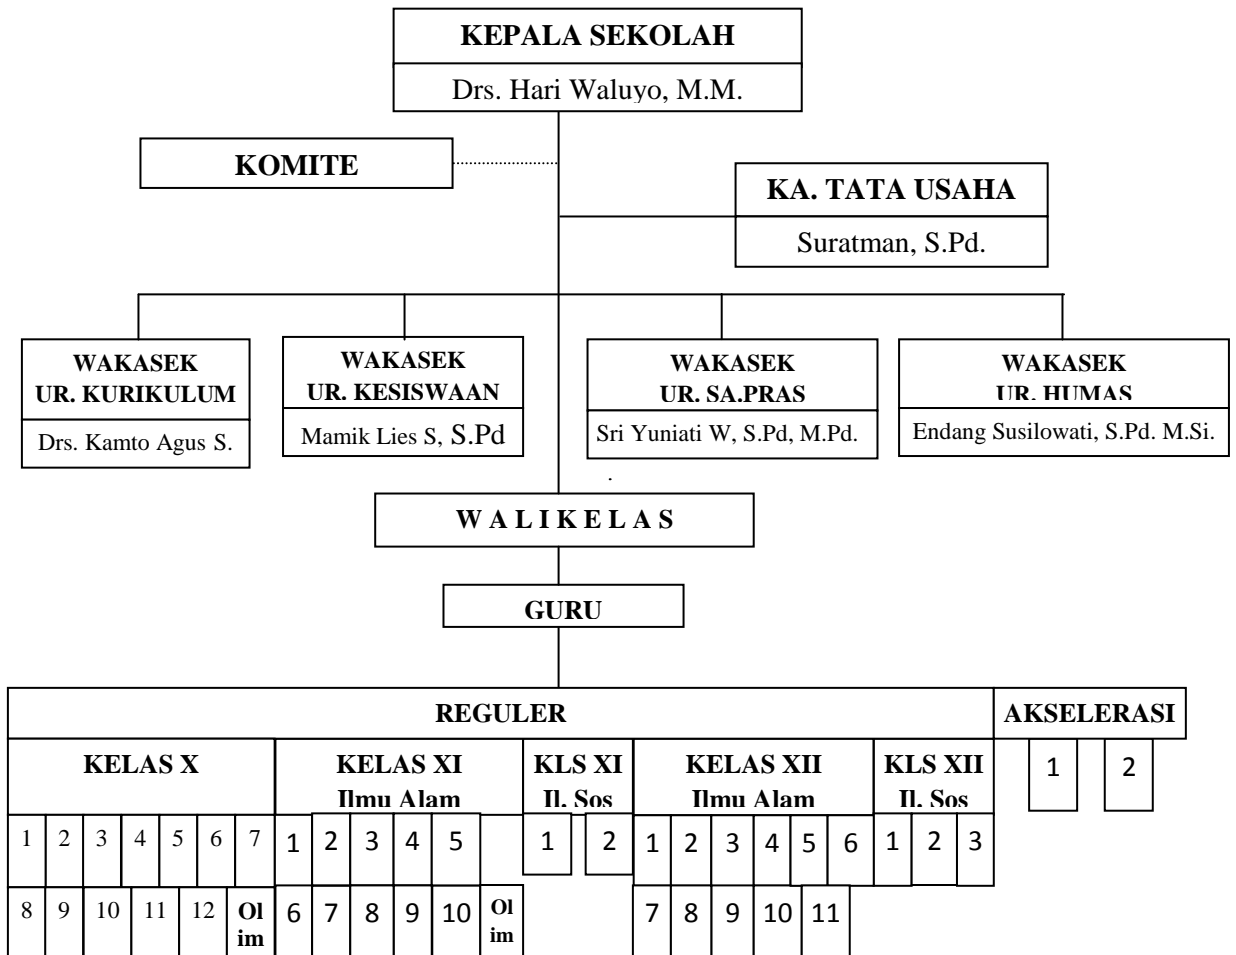 KEPALA SEKOLAH
Drs. Hari Waluyo, M.M.
KOMITE
KA. TATA USAHA
Suratman, S.Pd.
WAKASEK
UR. KURIKULUM
Drs. Kamto Agus S.
WAKASEK
UR. KESISWAAN
Mamik Lies S, S.Pd
WAKASEK
UR. SA.PRAS
Sri Yuniati W, S.Pd, M.Pd.
.
WAKASEK
UR. HUMAS
Endang Susilowati, S.Pd. M.Si.
W A L I K E L A S
GURU
REGULER
AKSELERASI
KELAS X
KELAS XI
Ilmu Alam
KLS XI
Il. Sos
KELAS XII
Ilmu Alam
KLS XII
Il. Sos
1 2
1 2 3 4 5 6 7
1 2 3 4 5
1 2
1 2 3 4 5 6
1 2 3
8 9 10 11 12 Ol
im
6 7 8 9 10 Ol
im
7 8 9 10 11